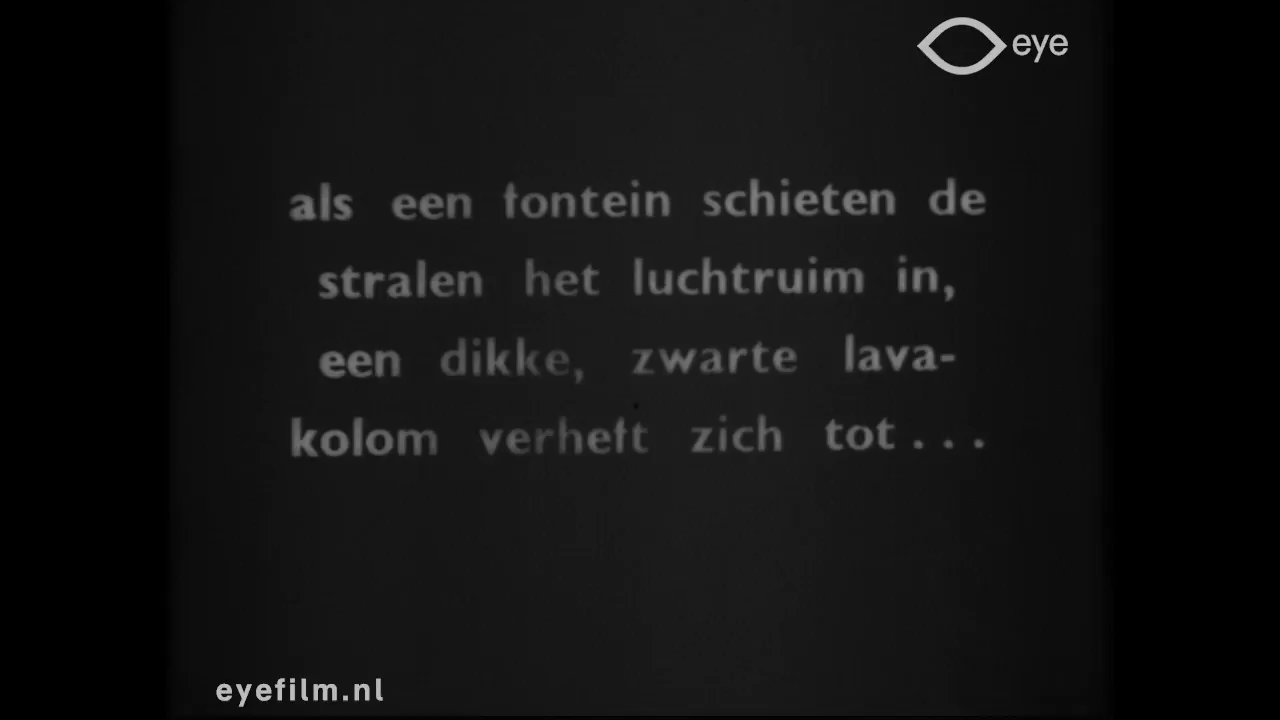 eye
als een fontein schieten de
stralen het luchtruim in,
een dikke, zwarte lava-
kolom verheft zich tot...
eyefilm.nl